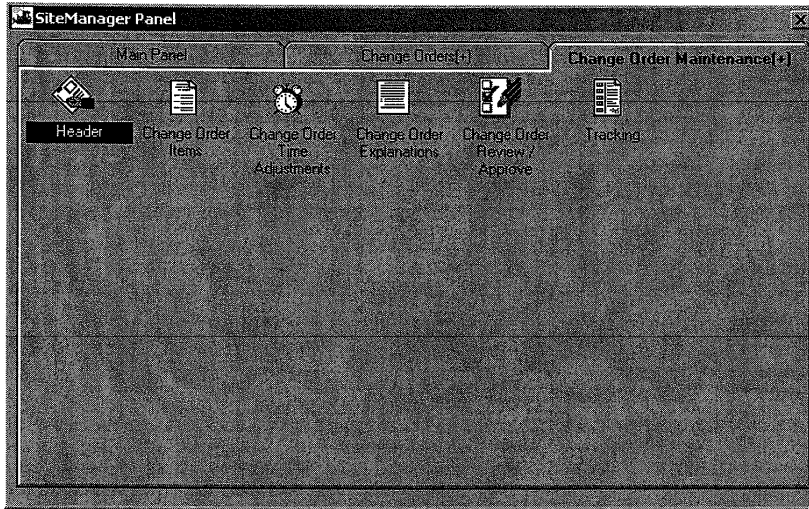 SiteManager Panel
Main Panel
Change Orders(+)
Change Order Maintenance(+)
Header
Change Order
Items
Change Order
Time
Adjustments
Change Order
Explanations
Change Order
Review /
Approve
Tracking